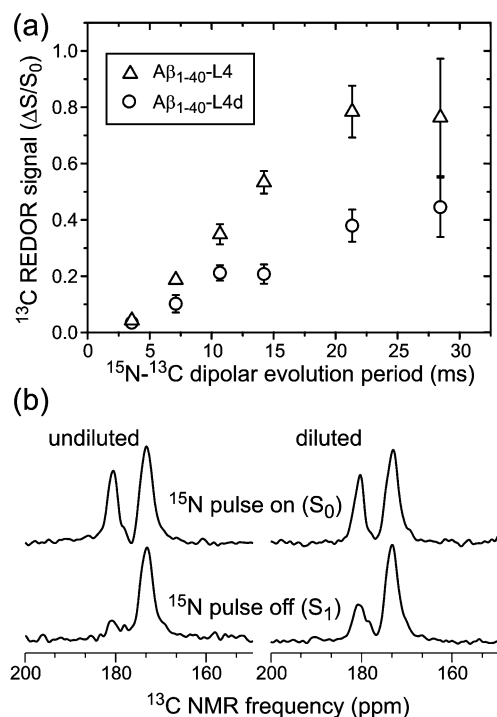 (a)
Aβ1-40-L4
Aβ1-40-L4d
13C REDOR signal (ΔS/S0)
1.0
0.8
0.6
0.4
0.2
0.0
0 5 10 15 20 25 30
15N-13C dipolar evolution period (ms)
(b)
undiluted diluted
15N pulse on (S0)
15N pulse off (S1)
200 180 160 200 180 160
13C NMR frequency (ppm)